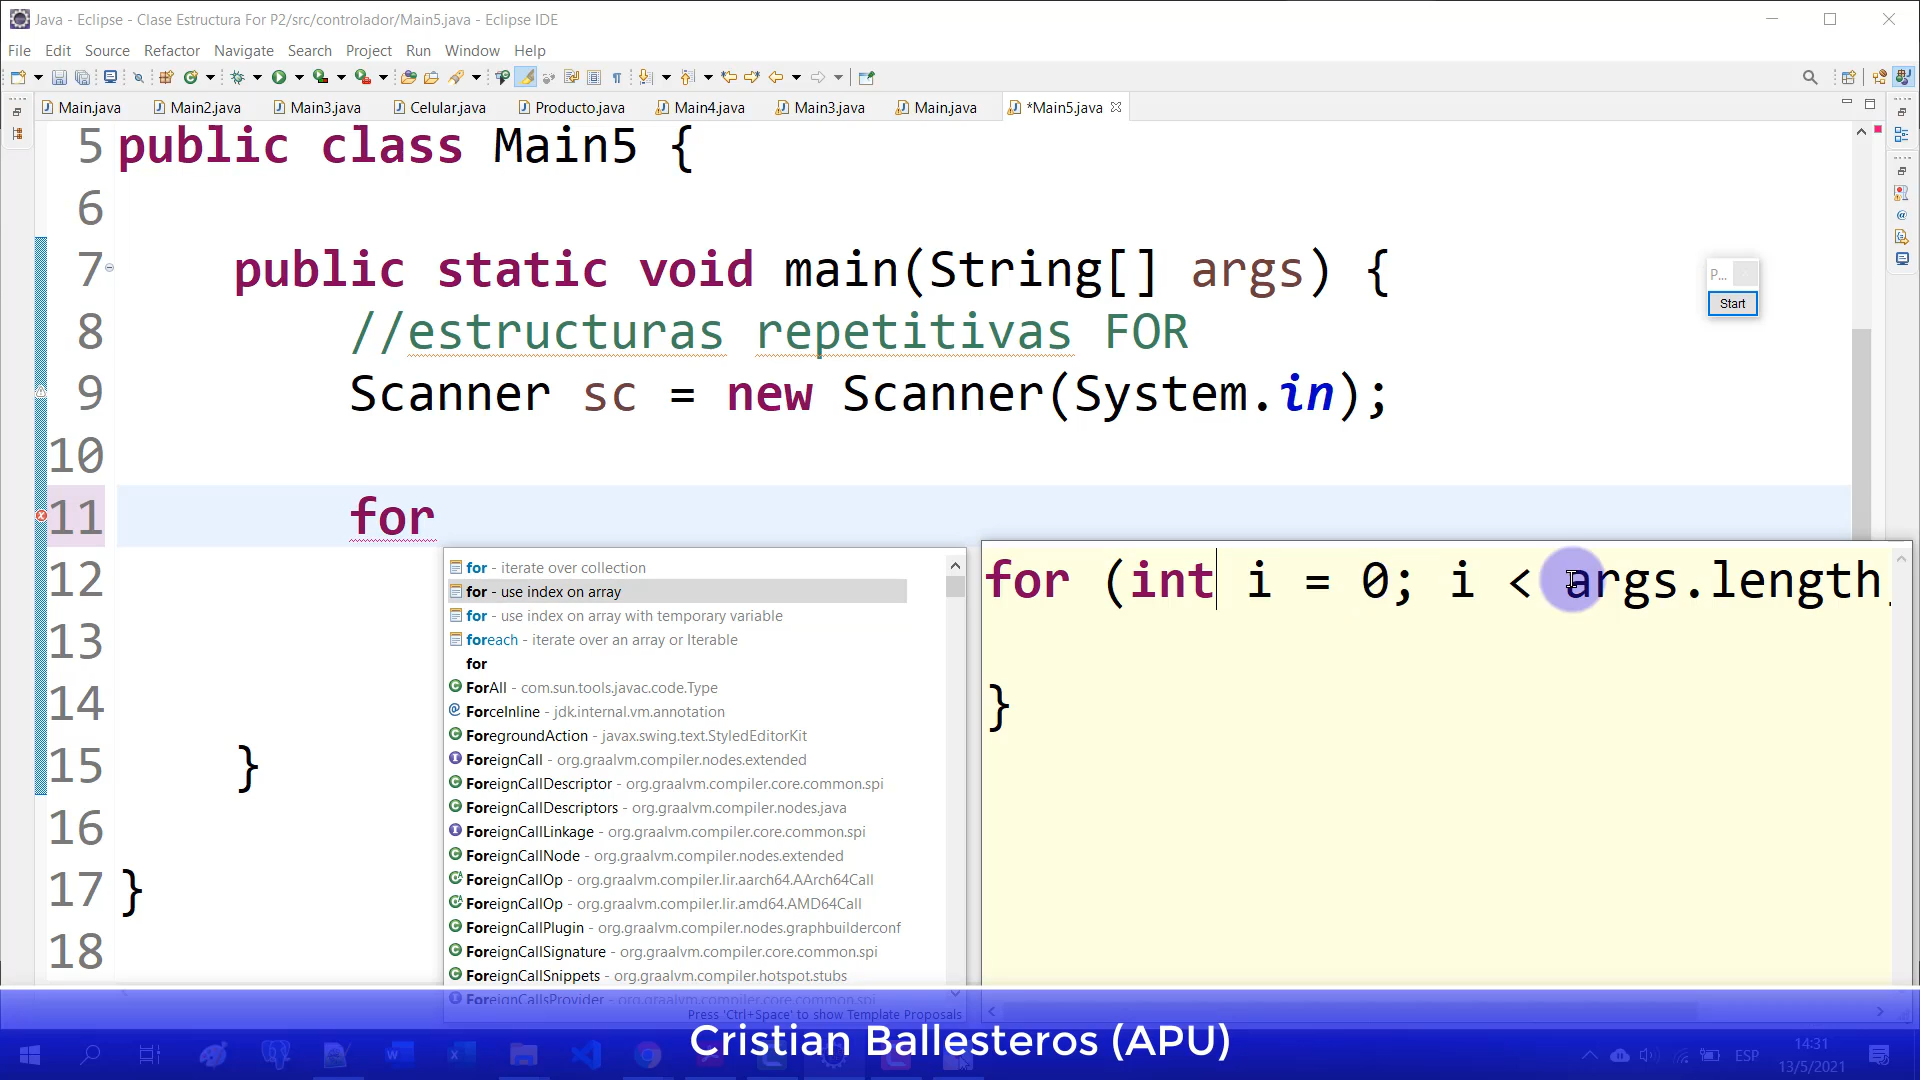 Java - Eclipse - Clase Estructura For P2/src/controlador/Main5.java - Eclipse IDE
File Edit Source Refactor Navigate Search Project Run Window Help
Main.java Main2.java Main3.java Celular.java Producto.java Main4.java Main3.java Main.java *Main5.java
5 public class Main5 {
6
7 public static void main(String[] args) {
P...
Start
8 //estructuras repetitivas FOR
9 Scanner sc = new Scanner(System.in);
10
11 for
12
13
14
15 }
16
17 }
18
for - iterate over collection
for - use index on array
for - use index on array with temporary variable
foreach - iterate over an array or Iterable
for
ForAll - com.sun.tools.javac.code.Type
ForceInline - jdk.internal.vm.annotation
ForegroundAction - javax.swing.text.StyledEditorKit
ForeignCall - org.graalvm.compiler.nodes.extended
ForeignCallDescriptor - org.graalvm.compiler.core.common.spi
ForeignCallDescriptors - org.graalvm.compiler.nodes.java
ForeignCallLinkage - org.graalvm.compiler.core.common.spi
ForeignCallNode - org.graalvm.compiler.nodes.extended
ForeignCallOp - org.graalvm.compiler.lir.aarch64.AArch64Call
ForeignCallOp - org.graalvm.compiler.lir.amd64.AMD64Call
ForeignCallPlugin - org.graalvm.compiler.nodes.graphbuilderconf
ForeignCallSignature - org.graalvm.compiler.core.common.spi
ForeignCallSnippets - org.graalvm.compiler.hotspot.stubs
ForeignCallsProvider - org.graalvm.compiler.core.common.spi
Press 'Ctrl+Space' to show Template Proposals
for (int i = 0; i < args.length;
}
Cristian Ballesteros (APU)
ESP
14:31
13/5/2021